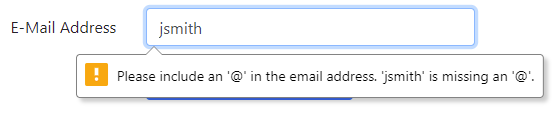 E-Mail Address
jsmith
Please include an '@' in the email address. 'jsmith' is missing an '@'.